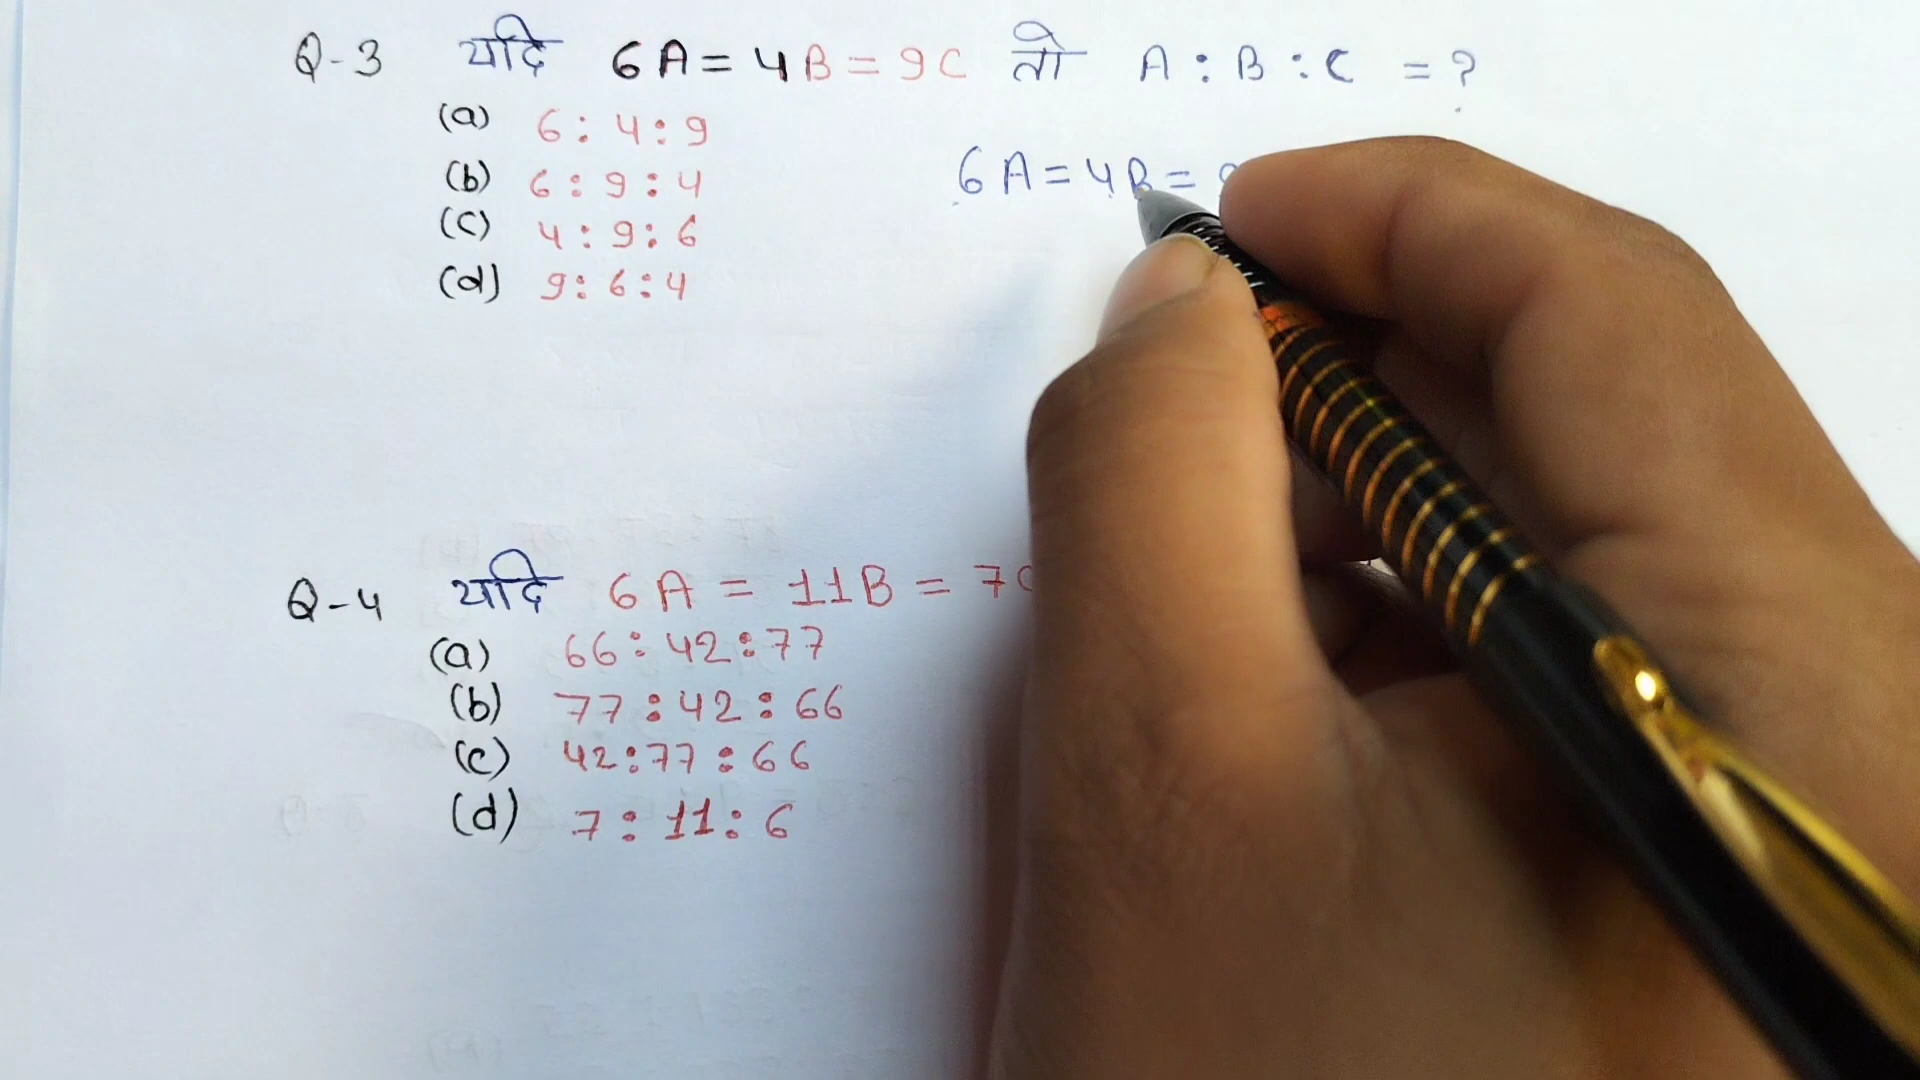 Q-3 यदि 6A = 4B = 9C तो A : B : C = ?
(a) 6 : 4 : 9
6A = 4B =
(b) 6 : 9 : 4
(c) 4 : 9 : 6
(d) 9 : 6 : 4
Q-4 यदि 6A = 11B = 7C
(a) 66 : 42 : 77
(b) 77 : 42 : 66
(c) 42 : 77 : 66
(d) 7 : 11 : 6